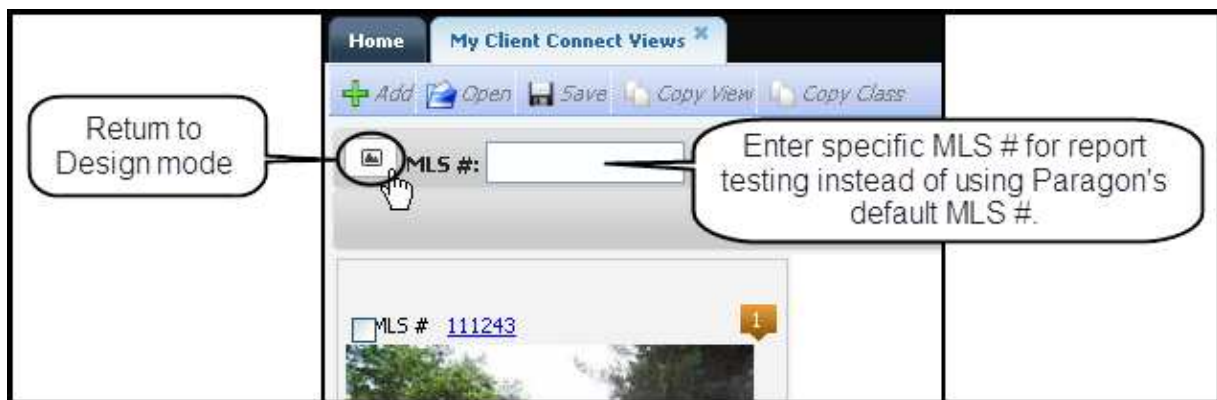 Home My Client Connect Views
Add Open Save Copy View Copy Class
Return to
Design mode
MLS #:
Enter specific MLS # for report
testing instead of using Paragon's
default MLS #.
MLS # 111243
1